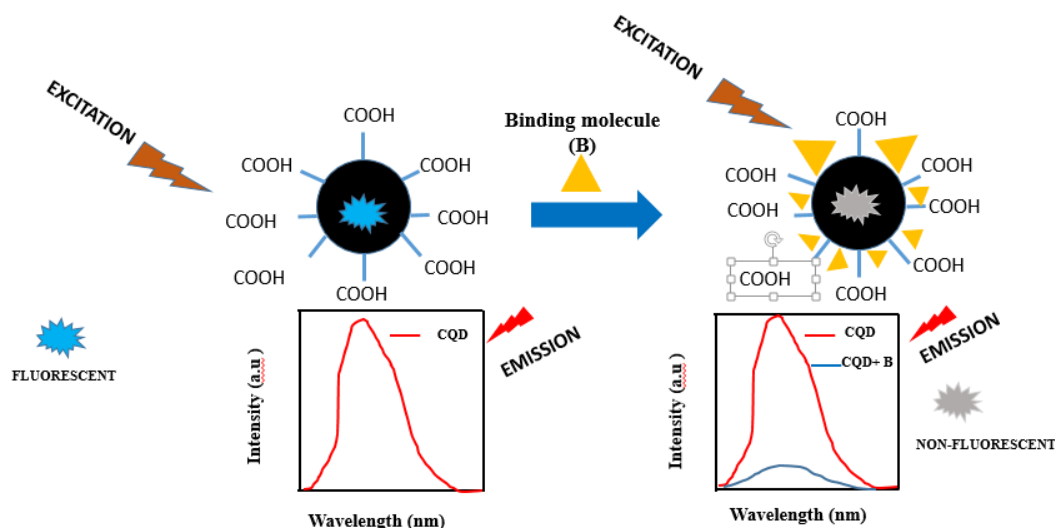 EXCITATION
COOH
COOH
COOH
COOH
COOH
COOH
COOH
COOH
FLUORESCENT
Intensity (a.u )
CQD
Wavelength (nm)
EMISSION
Binding molecule
(B)
EXCITATION
COOH
COOH
COOH
COOH
COOH
COOH
COOH
COOH
Intensity (a.u )
CQD
CQD+ B
Wavelength (nm)
EMISSION
NON-FLUORESCENT